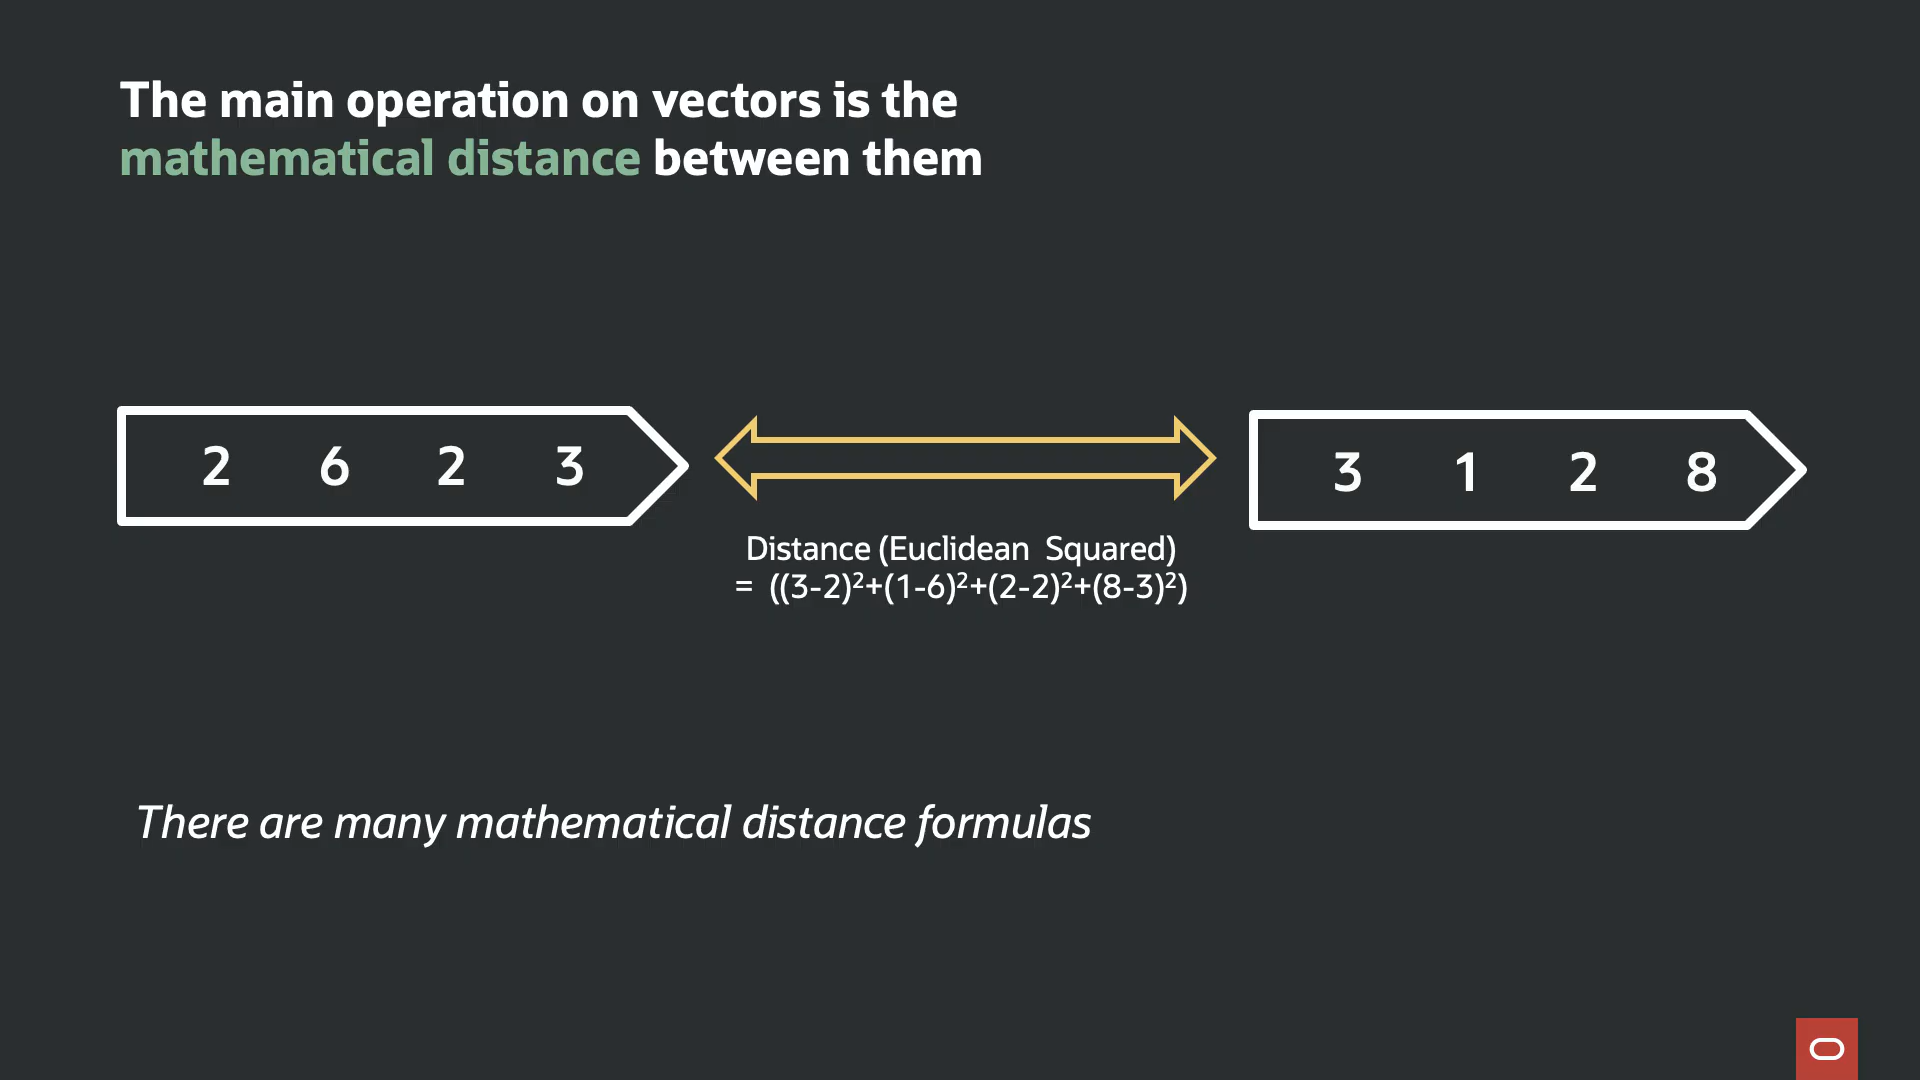 The main operation on vectors is the
mathematical distance between them
2 6 2 3
3 1 2 8
Distance (Euclidean  Squared)
= ((3-2)²+(1-6)²+(2-2)²+(8-3)²)
There are many mathematical distance formulas